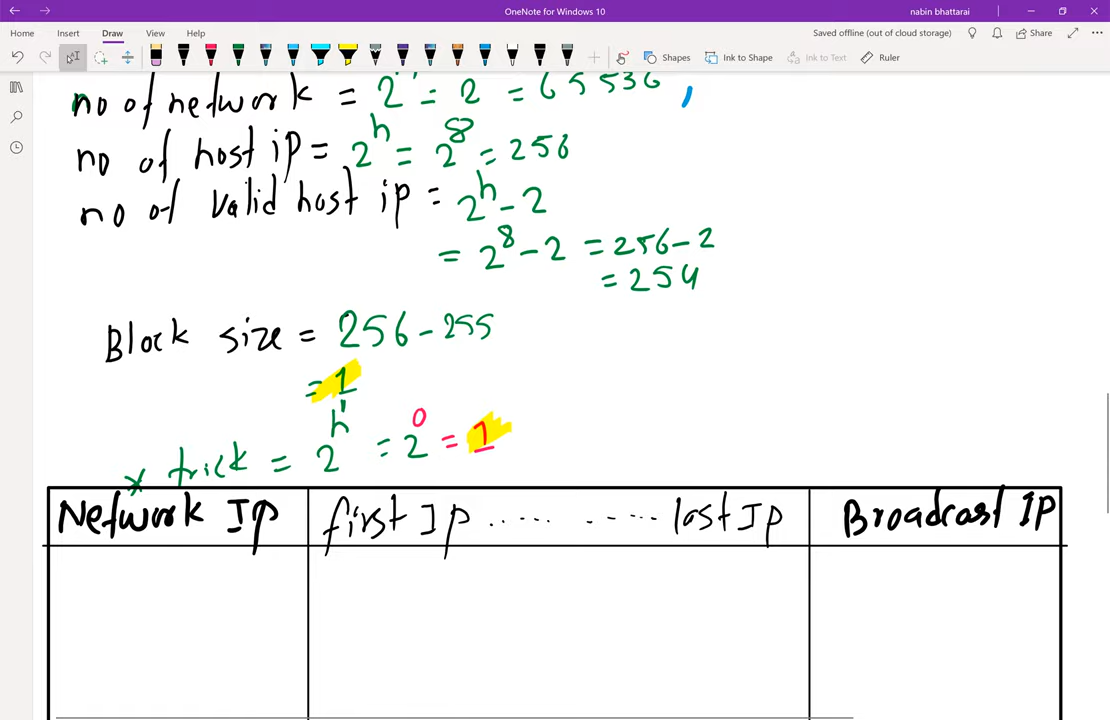 OneNote for Windows 10
nabin bhattarai
Home Insert Draw View Help
Saved offline (out of cloud storage)
Share
Shapes
Ink to Shape
Ink to Text
Ruler
no of network = 2 = 2 = 65536 ,
no of host ip = 2^h = 2^8 = 256
no of valid host ip = 2^h - 2
= 2^8 - 2 = 256 - 2
= 254
Block size = 256 - 255
= 1
* trick = 2^h' = 2^0 = 1
Network Ip first Ip ..... ..... last Ip Broadcast IP